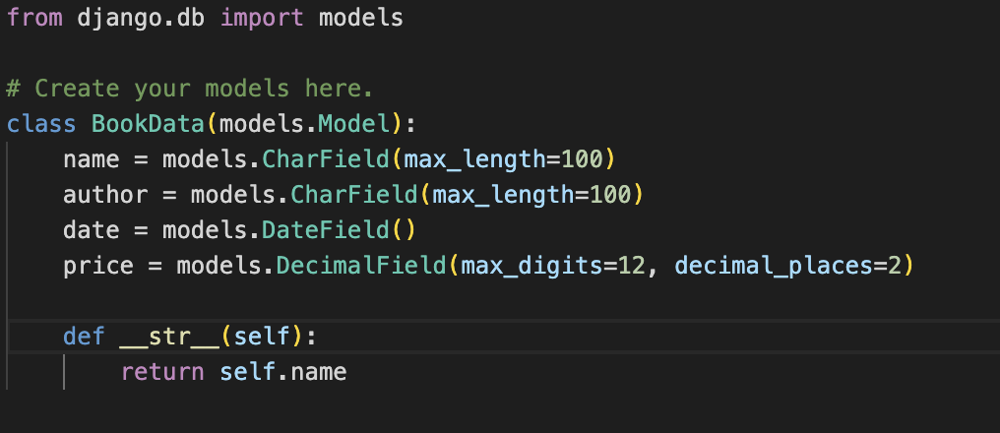 from django.db import models
# Create your models here.
class BookData(models.Model):
    name = models.CharField(max_length=100)
    author = models.CharField(max_length=100)
    date = models.DateField()
    price = models.DecimalField(max_digits=12, decimal_places=2)
    def __str__(self):
        return self.name